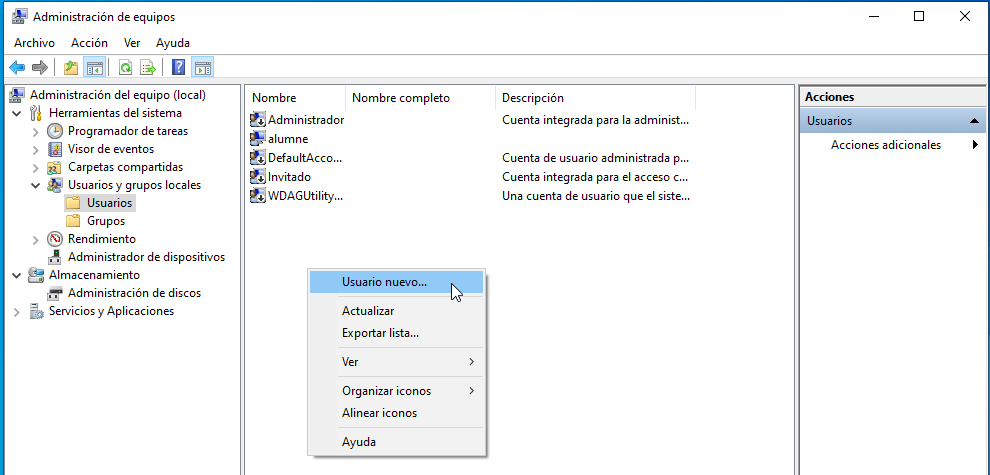 Administración de equipos
Archivo Acción Ver Ayuda
Administración del equipo (local)
Herramientas del sistema
Programador de tareas
Visor de eventos
Carpetas compartidas
Usuarios y grupos locales
Usuarios
Grupos
Rendimiento
Administrador de dispositivos
Almacenamiento
Administración de discos
Servicios y Aplicaciones
Nombre Nombre completo Descripción
Administrador Cuenta integrada para la administ...
alumne
DefaultAcco... Cuenta de usuario administrada p...
Invitado Cuenta integrada para el acceso c...
WDAGUtility... Una cuenta de usuario que el siste...
Usuario nuevo...
Actualizar
Exportar lista...
Ver
Organizar iconos
Alinear iconos
Ayuda
Acciones
Usuarios
Acciones adicionales